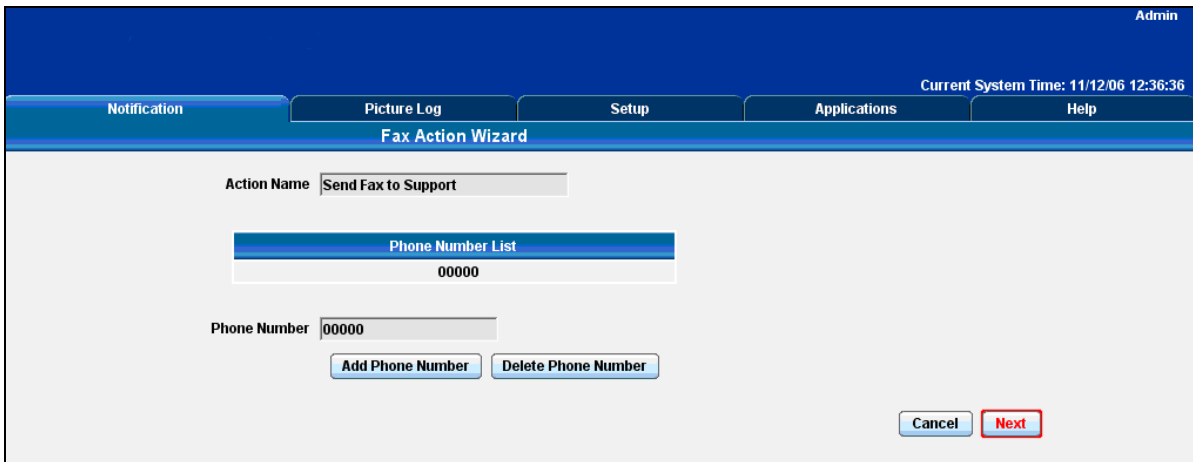 Admin
Current System Time: 11/12/06 12:36:36
Notification Picture Log Setup Applications Help
Fax Action Wizard
Action Name Send Fax to Support
Phone Number List
00000
Phone Number 00000
Add Phone Number Delete Phone Number
Cancel Next